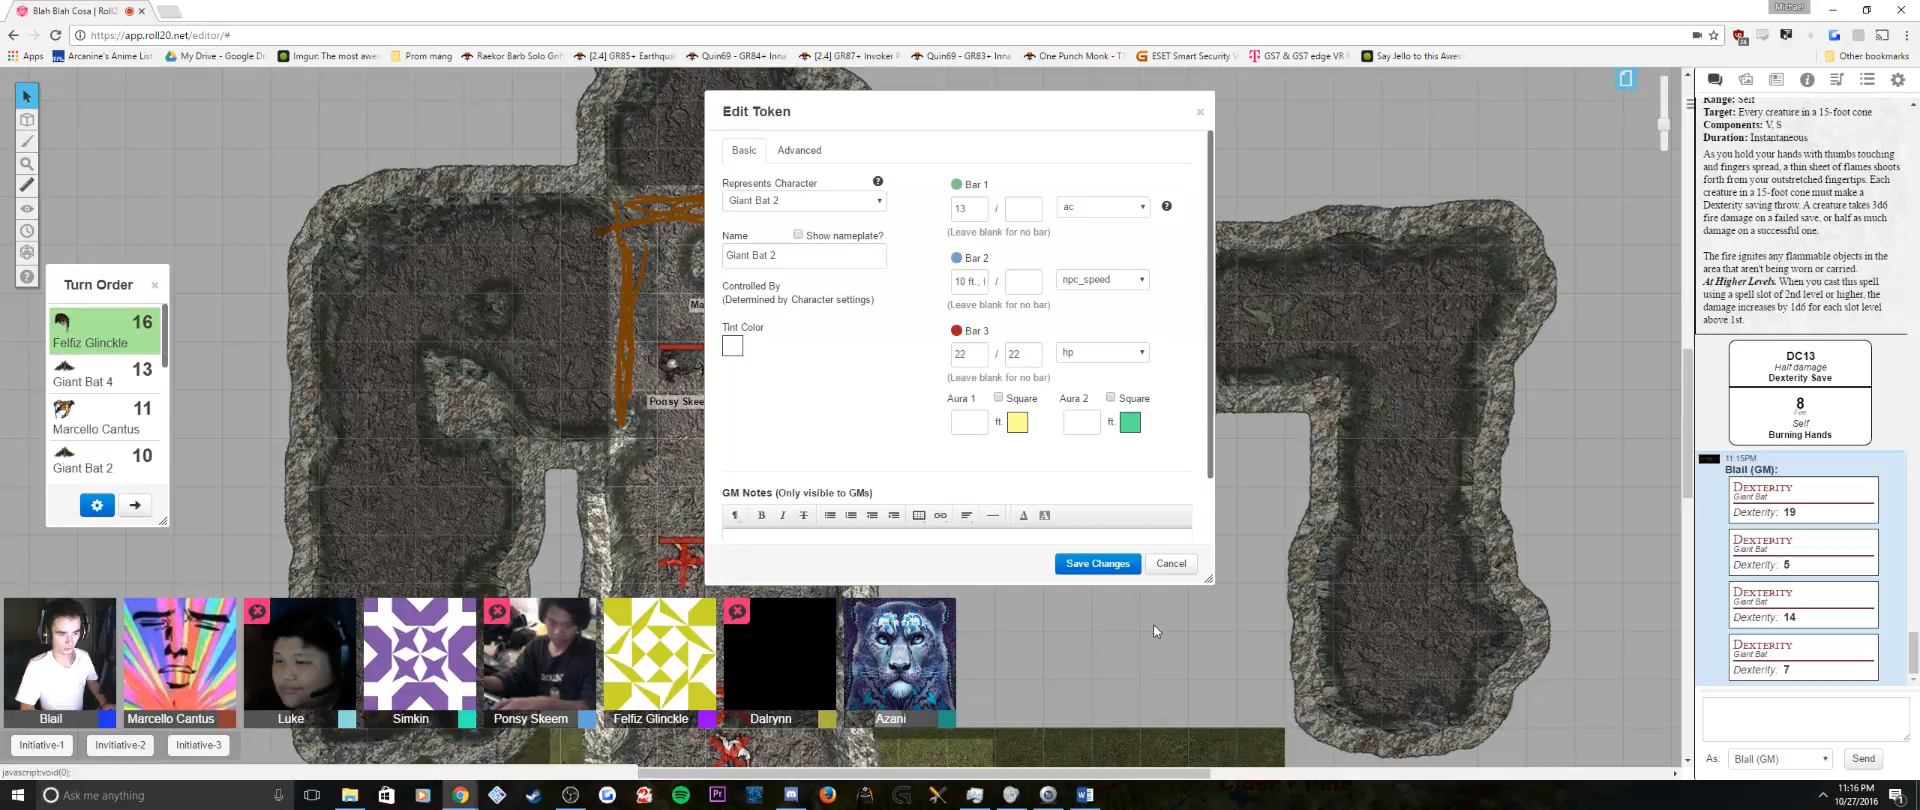 Blah Blah Cosa | Roll2
Michael
https://app.roll20.net/editor/#
Apps
Arcanine's Anime List
My Drive - Google Dr
Imgur: The most awe
Prom mang
Raekor Barb Solo Grif
[2.4] GR85+ Earthqua
Quin69 - GR84+ Inna
[2.4] GR87+ Invoker P
Quin69 - GR83+ Inna
One Punch Monk - T1
ESET Smart Security V
GS7 & GS7 edge VR F
Say Jello to this Awes
Other bookmarks
Edit Token
Basic
Advanced
Represents Character
Giant Bat 2
Name
Show nameplate?
Giant Bat 2
Controlled By
(Determined by Character settings)
Tint Color
Bar 1
13 /
ac
(Leave blank for no bar)
Bar 2
10 ft., /
npc_speed
(Leave blank for no bar)
Bar 3
22 / 22
hp
(Leave blank for no bar)
Aura 1
Square
Aura 2
Square
ft.
ft.
GM Notes (Only visible to GMs)
Save Changes
Cancel
Turn Order
16
Felfiz Glinckle
13
Giant Bat 4
11
Marcello Cantus
10
Giant Bat 2
Ma
Ponsy Skee
Range: Self
Target: Every creature in a 15-foot cone
Components: V, S
Duration: Instantaneous
As you hold your hands with thumbs touching
and fingers spread, a thin sheet of flames shoots
forth from your outstretched fingertips. Each
creature in a 15-foot cone must make a
Dexterity saving throw. A creature takes 3d6
fire damage on a failed save, or half as much
damage on a successful one.
The fire ignites any flammable objects in the
area that aren't being worn or carried.
At Higher Levels. When you cast this spell
using a spell slot of 2nd level or higher, the
damage increases by 1d6 for each slot level
above 1st.
DC13
Half damage
Dexterity Save
8
Fire
Self
Burning Hands
11:15PM
Blail (GM):
DEXTERITY
Giant Bat
Dexterity: 19
DEXTERITY
Giant Bat
Dexterity: 5
DEXTERITY
Giant Bat
Dexterity: 14
DEXTERITY
Giant Bat
Dexterity: 7
As:
Blail (GM)
Send
Blail
Marcello Cantus
Luke
Simkin
Ponsy Skeem
Felfiz Glinckle
Dalrynn
Azani
Initiative-1
Invitiative-2
Initiative-3
javascript:void(0);
Ask me anything
11:16 PM
10/27/2016